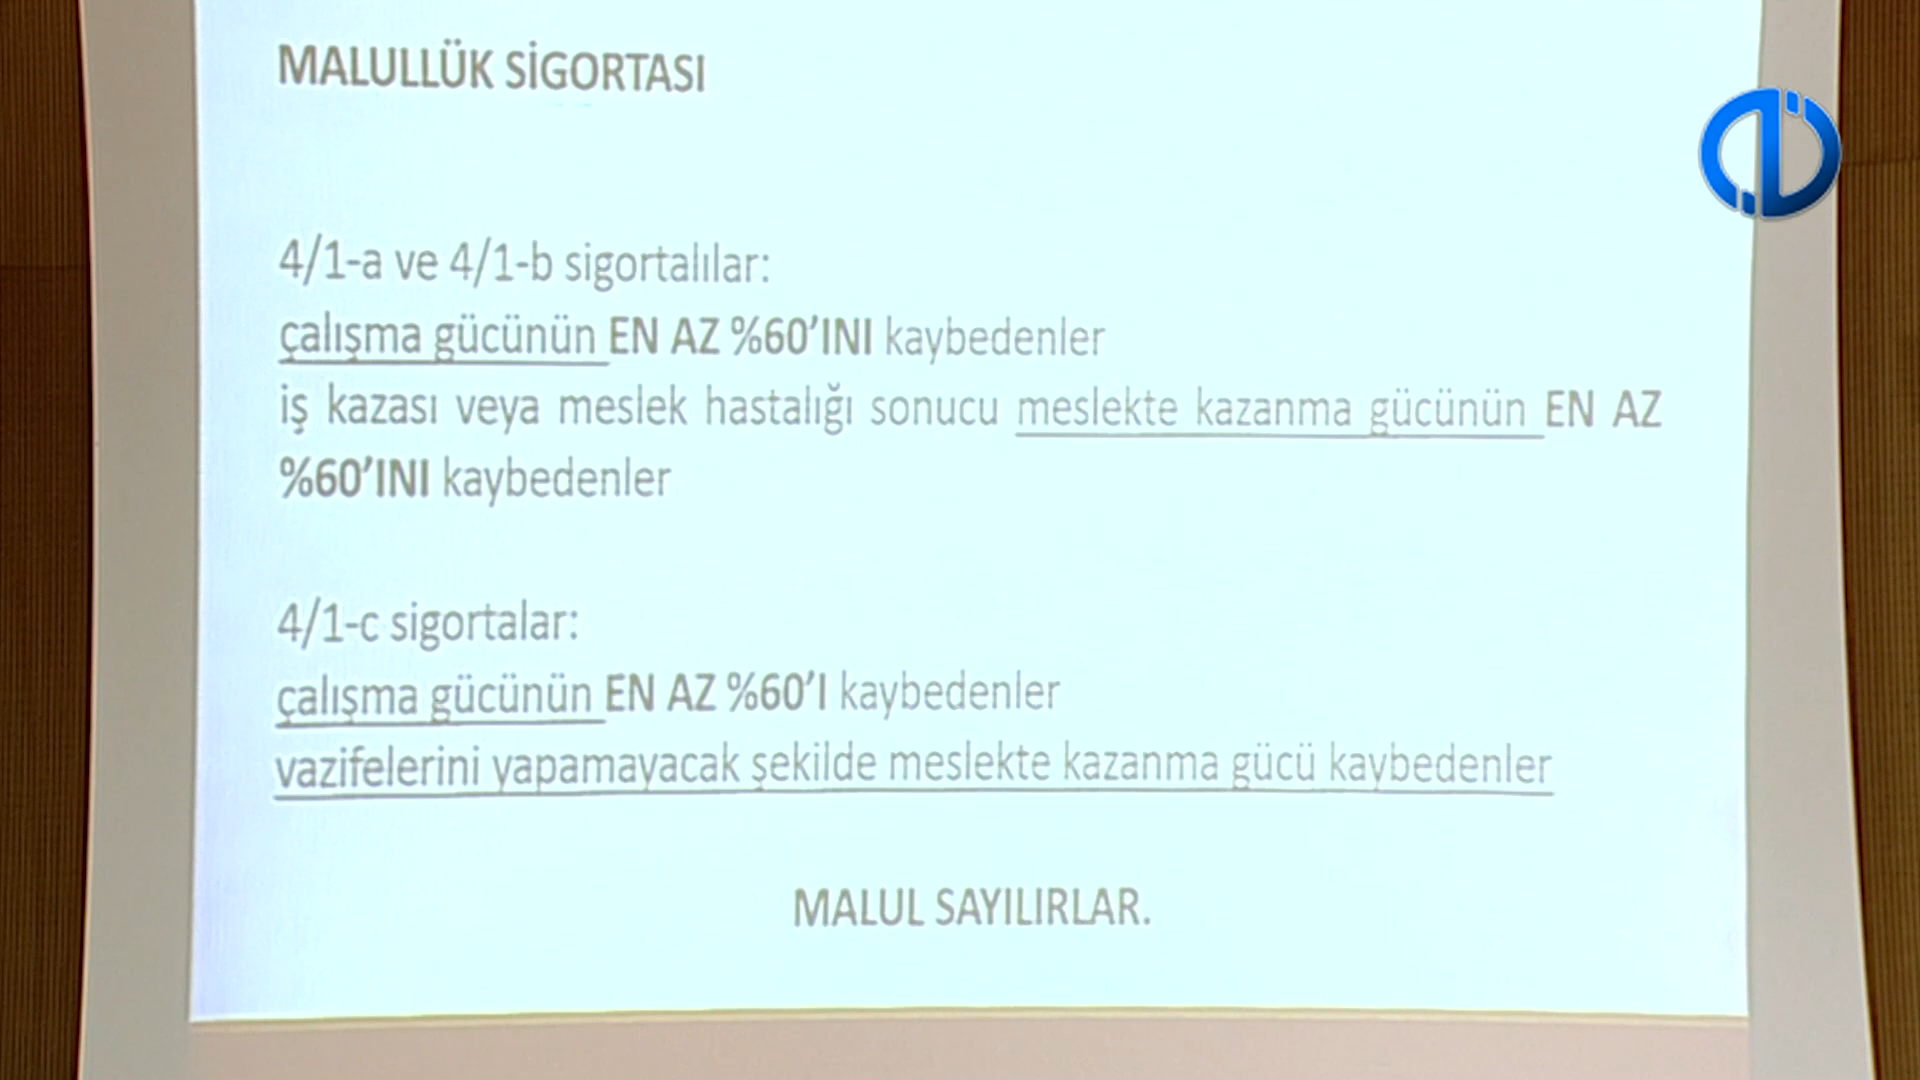 MALULLÜK SİGORTASI
4/1-a ve 4/1-b sigortalılar:
çalışma gücünün EN AZ %60'INI kaybedenler
iş kazası veya meslek hastalığı sonucu meslekte kazanma gücünün EN AZ
%60'INI kaybedenler
4/1-c sigortalar:
çalışma gücünün EN AZ %60'I kaybedenler
vazifelerini yapamayacak şekilde meslekte kazanma gücü kaybedenler
MALUL SAYILIRLAR.